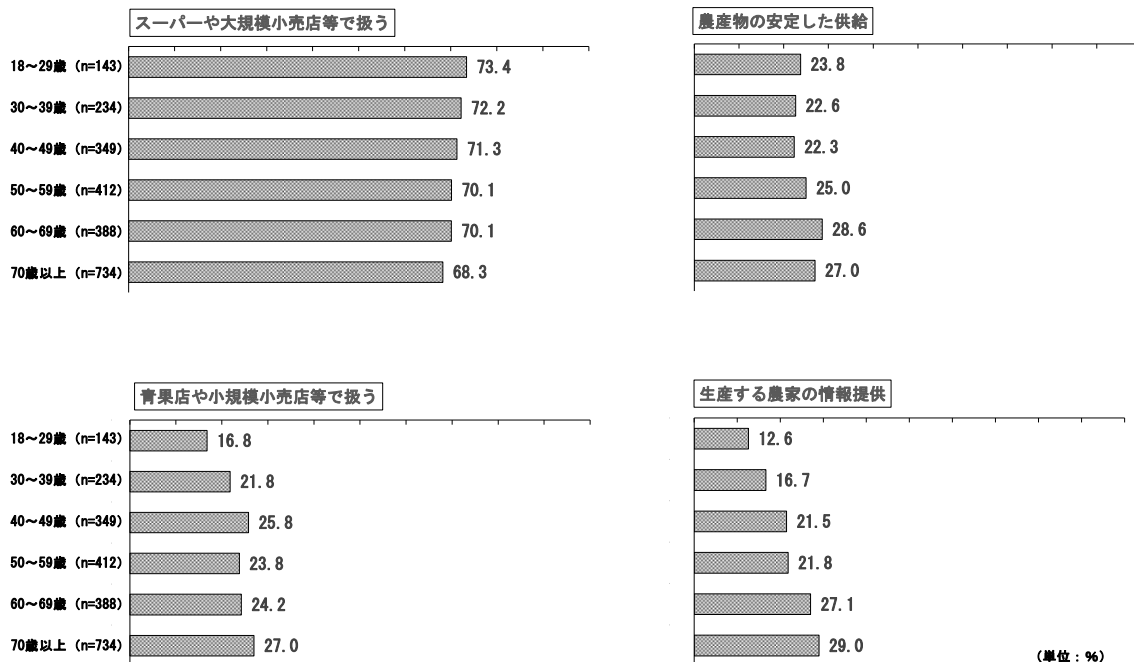 スーパーや大規模小売店等で扱う
18～29歳 (n=143) 73.4
30～39歳 (n=234) 72.2
40～49歳 (n=349) 71.3
50～59歳 (n=412) 70.1
60～69歳 (n=388) 70.1
70歳以上 (n=734) 68.3
農産物の安定した供給
23.8
22.6
22.3
25.0
28.6
27.0
青果店や小規模小売店等で扱う
18～29歳 (n=143) 16.8
30～39歳 (n=234) 21.8
40～49歳 (n=349) 25.8
50～59歳 (n=412) 23.8
60～69歳 (n=388) 24.2
70歳以上 (n=734) 27.0
生産する農家の情報提供
12.6
16.7
21.5
21.8
27.1
29.0
(単位：%)